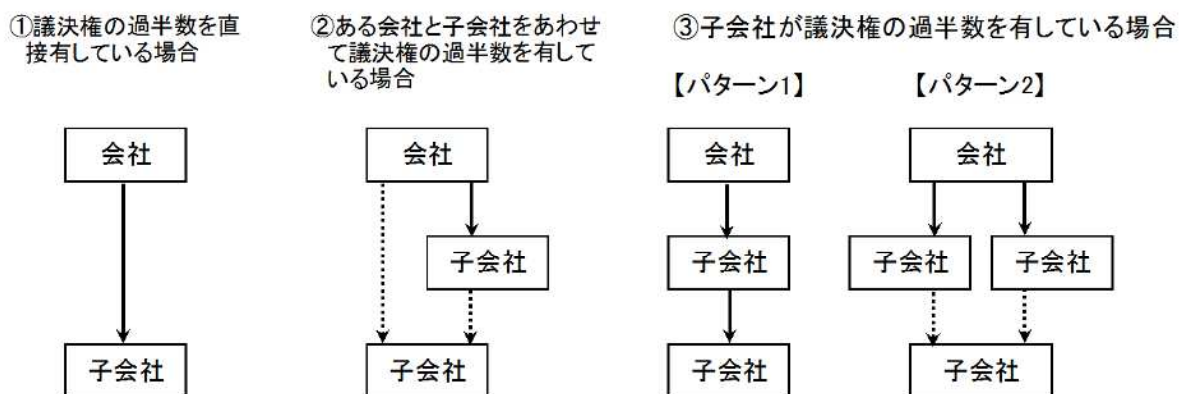 ①議決権の過半数を直
接有している場合
②ある会社と子会社をあわせ
て議決権の過半数を有して
いる場合
③子会社が議決権の過半数を有している場合
【パターン1】
【パターン2】
会社
子会社
会社
子会社
子会社
会社
子会社
子会社
会社
子会社
子会社
子会社